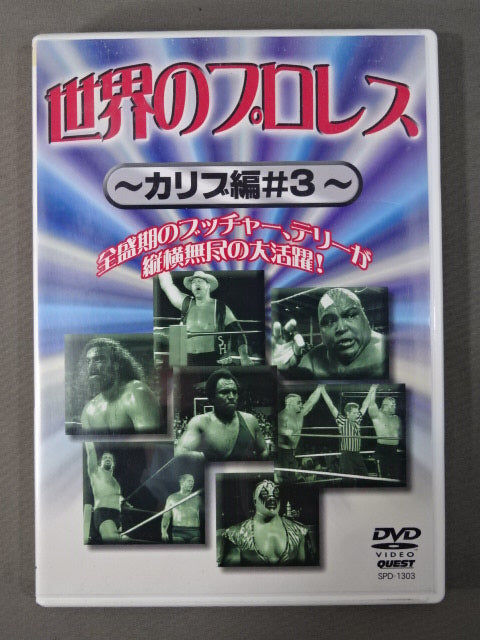 世界のプロレス
～カリブ編#3～
全盛期のブッチャー、テリーが
縦横無尽の大活躍!
SH
DVD
VIDEO
QUEST
SPD-1303